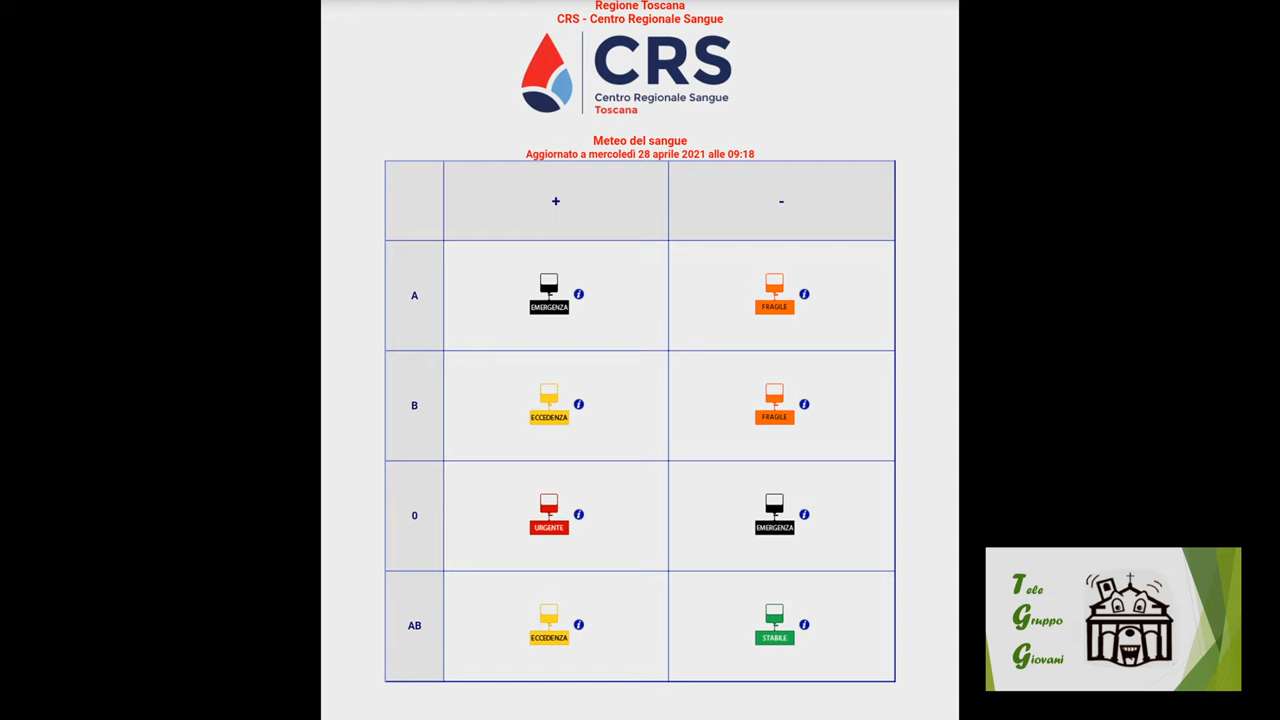 Regione Toscana
CRS - Centro Regionale Sangue
CRS
Centro Regionale Sangue
Toscana
Meteo del sangue
Aggiornato a mercoledì 28 aprile 2021 alle 09:18
+ -
A EMERGENZA i FRAGILE i
B ECCEDENZA i FRAGILE i
0 URGENTE i EMERGENZA i
AB ECCEDENZA i STABILE i
Tele
Gruppo
Giovani